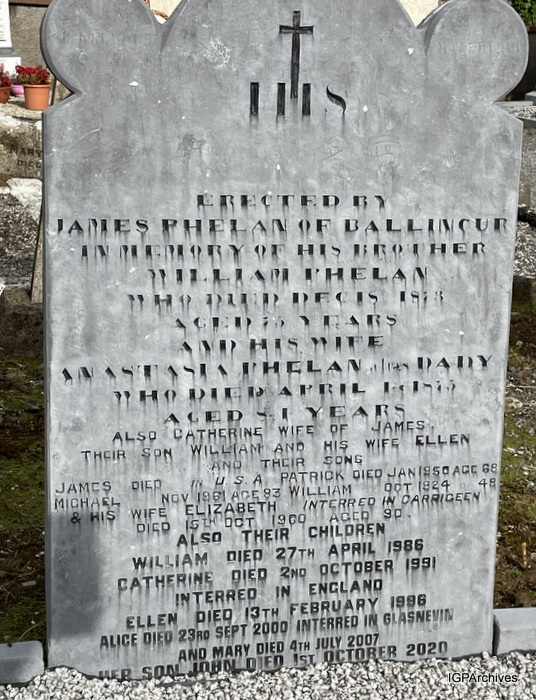 IHS
ERECTED BY
JAMES PHELAN OF BALLINCUR
IN MEMORY OF HIS BROTHER
WILLIAM PHELAN
WHO DIED DEC 18
AGED YEARS
AND HIS WIFE
ANASTASIA PHELAN DADY
WHO DIED APRIL
AGED YEARS
ALSO CATHERINE WIFE OF JAMES,
THEIR SON WILLIAM AND HIS WIFE ELLEN
AND THEIR SONS
JAMES DIED IN U.S.A. PATRICK DIED JAN 1950 AGE 68
MICHAEL NOV 1961 AGE 83 WILLIAM OCT 1924 48
& HIS WIFE ELIZABETH INTERRED IN CARRIGEEN
DIED 15TH OCT 1960 AGED 90
ALSO THEIR CHILDREN
WILLIAM DIED 27TH APRIL 1986
CATHERINE DIED 2ND OCTOBER 1991
INTERRED IN ENGLAND
ELLEN DIED 13TH FEBRUARY 1996
ALICE DIED 23RD SEPT 2000 INTERRED IN GLASNEVIN
AND MARY DIED 4TH JULY 2007
HER SON JOHN DIED 1ST OCTOBER 2020
IGPArchives